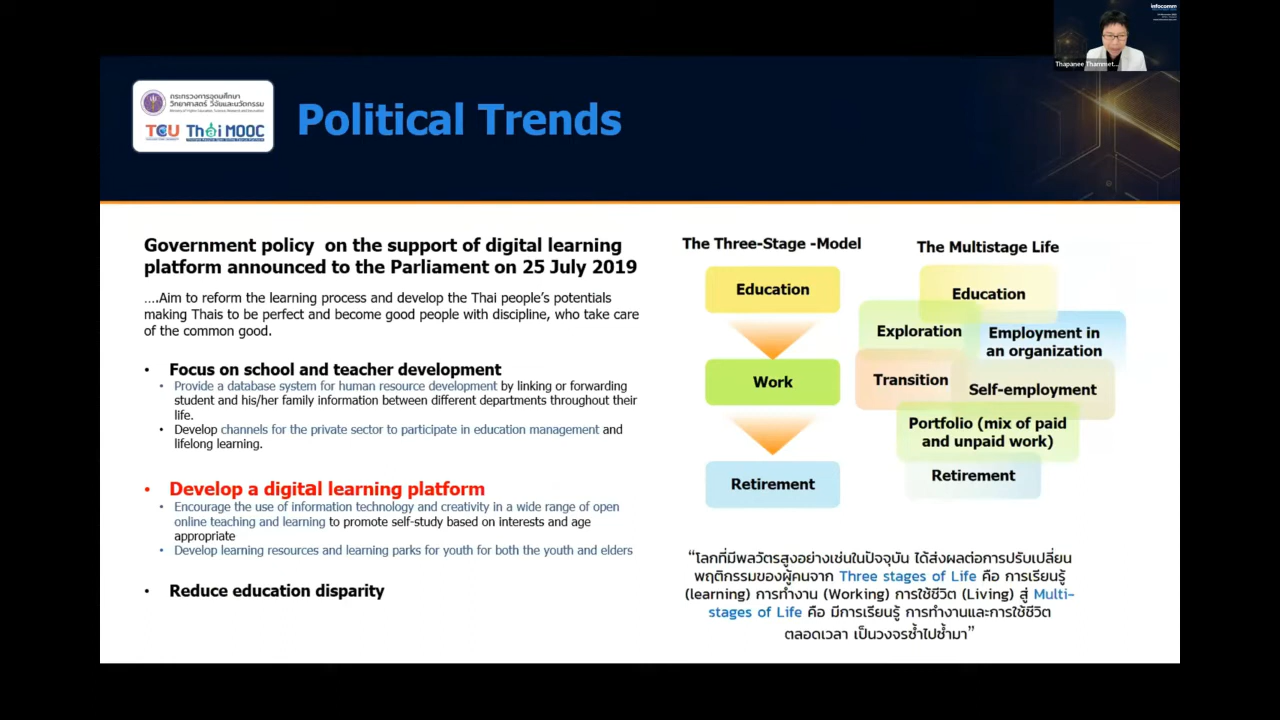 infocomm
Thapanee Thammet...
กระทรวงการอุดมศึกษา
วิทยาศาสตร์ วิจัยและนวัตกรรม
Ministry of Higher Education, Science, Research and Innovation
TCU Thai MOOC
Political Trends
Government policy on the support of digital learning
platform announced to the Parliament on 25 July 2019
....Aim to reform the learning process and develop the Thai people's potentials
making Thais to be perfect and become good people with discipline, who take care
of the common good.
• Focus on school and teacher development
• Provide a database system for human resource development by linking or forwarding
student and his/her family information between different departments throughout their
life.
• Develop channels for the private sector to participate in education management and
lifelong learning.
• Develop a digital learning platform
• Encourage the use of information technology and creativity in a wide range of open
online teaching and learning to promote self-study based on interests and age
appropriate
• Develop learning resources and learning parks for youth for both the youth and elders
• Reduce education disparity
The Three-Stage -Model
Education
Work
Retirement
The Multistage Life
Education
Exploration
Employment in
an organization
Transition
Self-employment
Portfolio (mix of paid
and unpaid work)
Retirement
“โลกที่มีพลวัตรสูงอย่างเช่นในปัจจุบัน ได้ส่งผลต่อการปรับเปลี่ยน
พฤติกรรมของผู้คนจาก Three stages of Life คือ การเรียนรู้
(learning) การทำงาน (Working) การใช้ชีวิต (Living) สู่ Multi-
stages of Life คือ มีการเรียนรู้ การทำงานและการใช้ชีวิต
ตลอดเวลา เป็นวงจรซ้ำไปซ้ำมา”